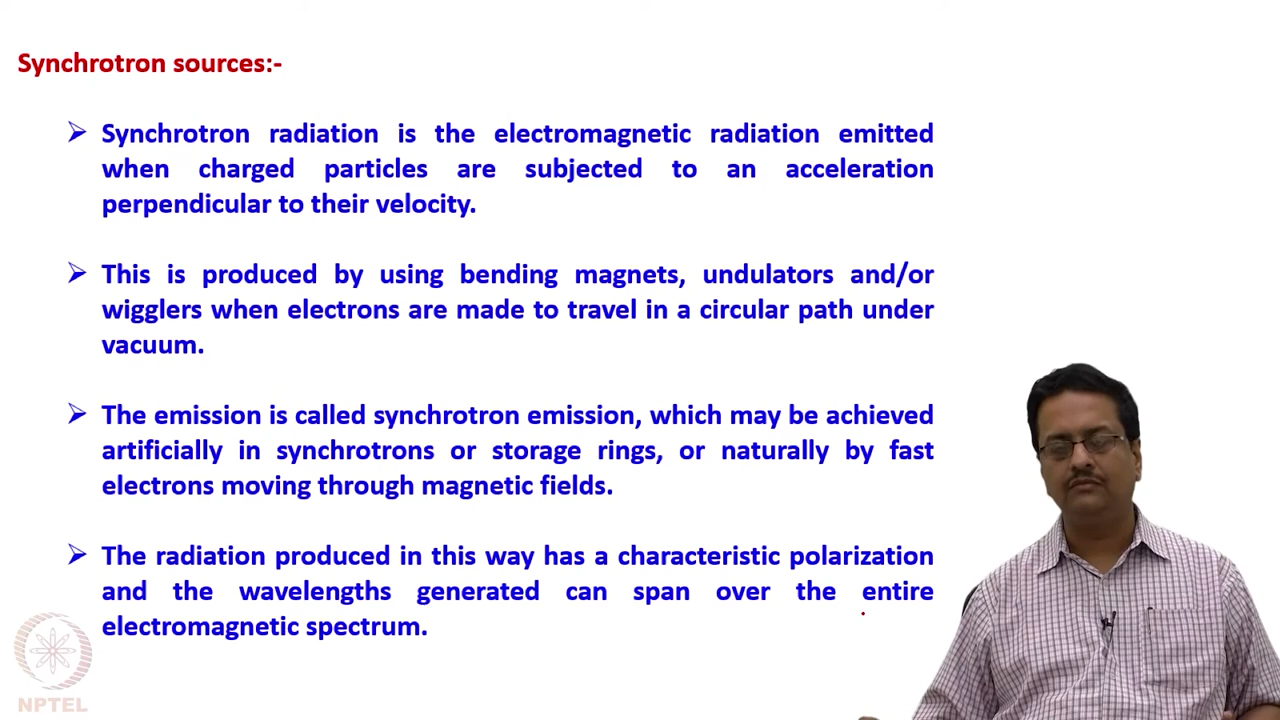 Synchrotron sources:-
Synchrotron radiation is the electromagnetic radiation emitted
when charged particles are subjected to an acceleration
perpendicular to their velocity.
This is produced by using bending magnets, undulators and/or
wigglers when electrons are made to travel in a circular path under
vacuum.
The emission is called synchrotron emission, which may be achieved
artificially in synchrotrons or storage rings, or naturally by fast
electrons moving through magnetic fields.
The radiation produced in this way has a characteristic polarization
and the wavelengths generated can span over the entire
electromagnetic spectrum.
NPTEL